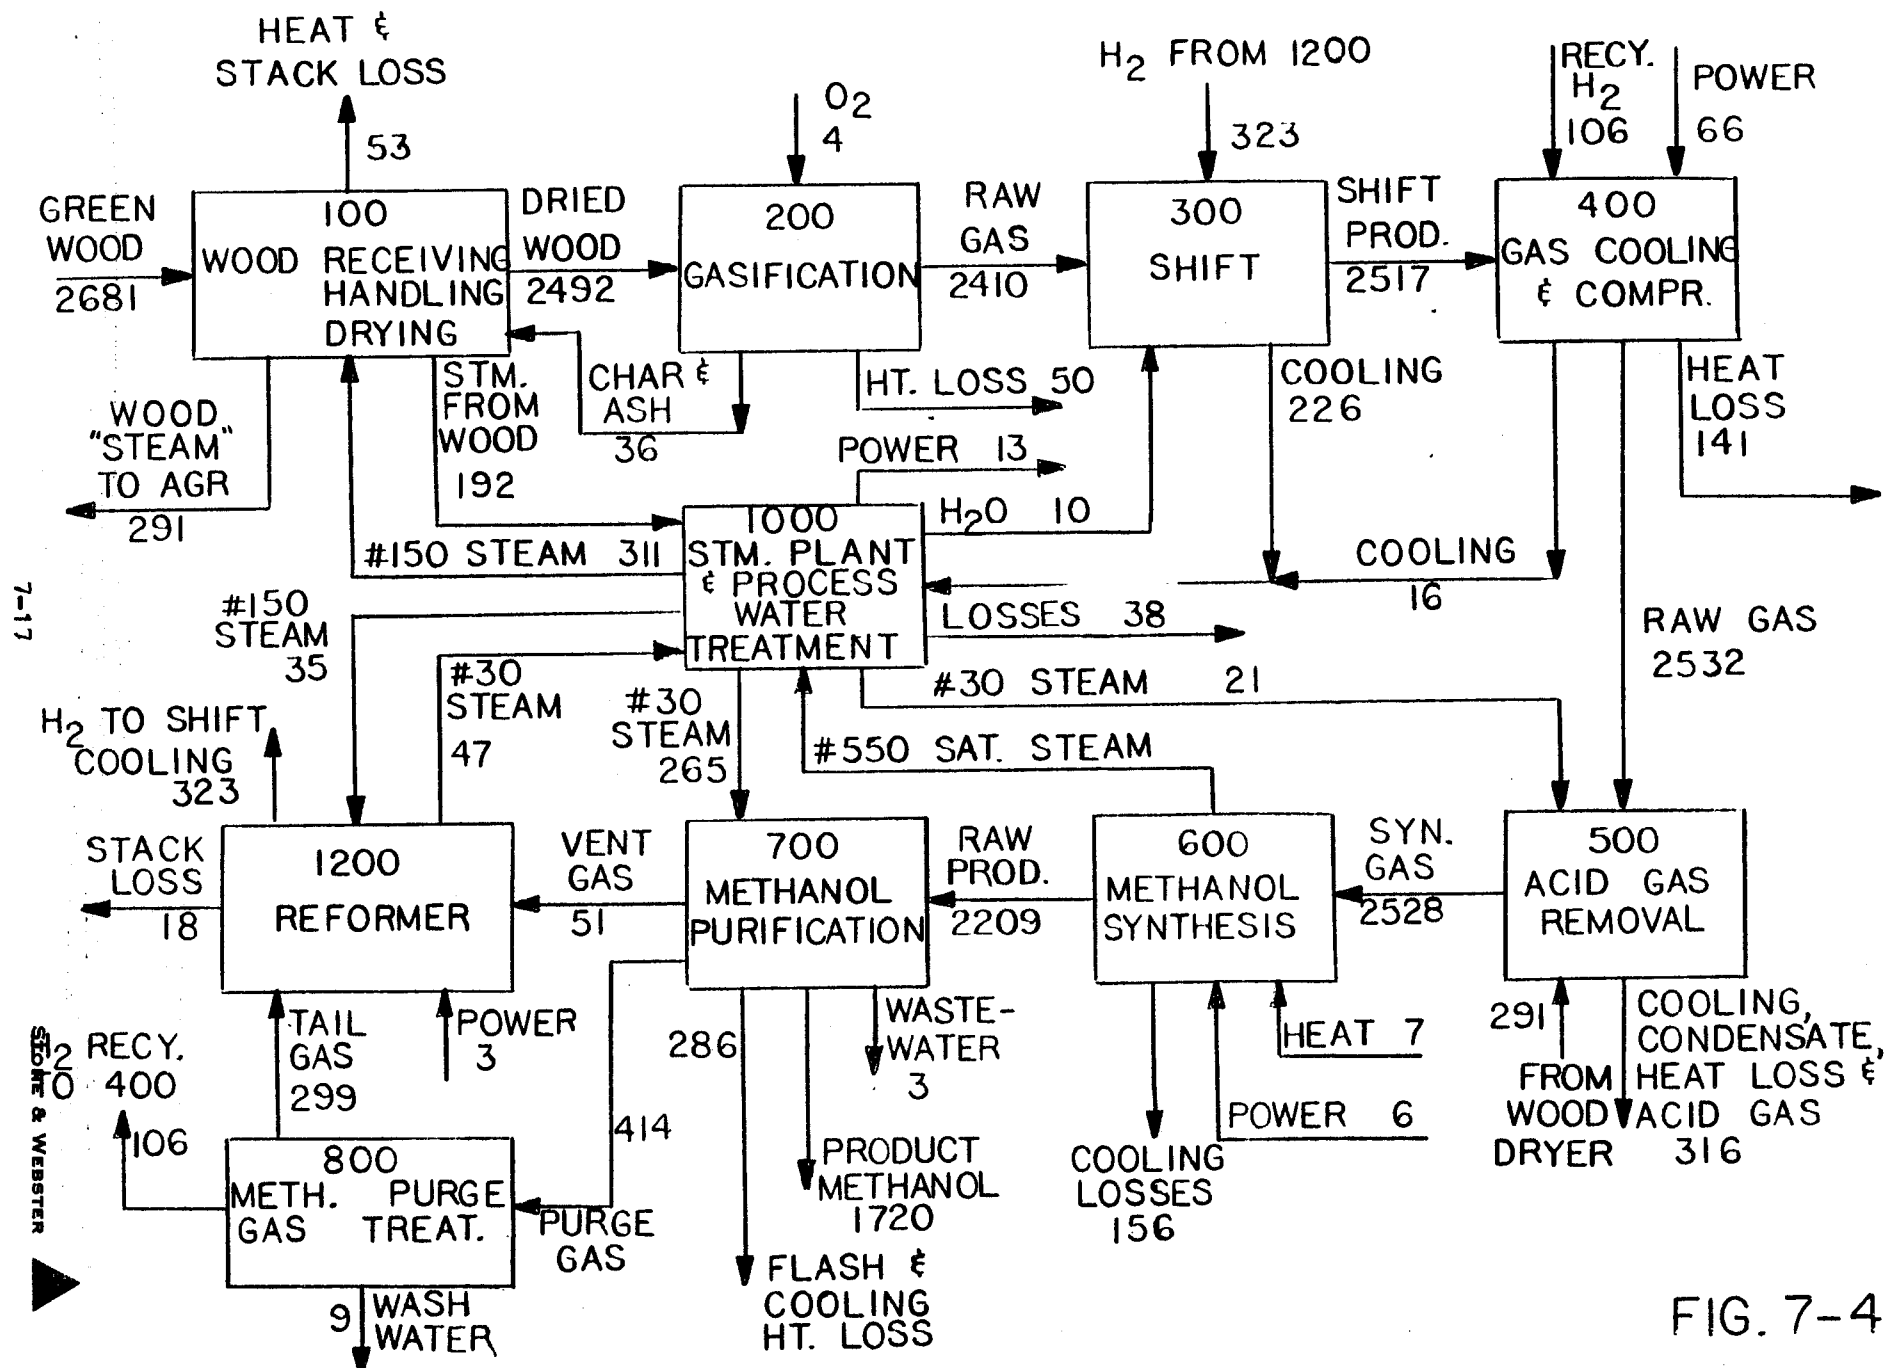 HEAT &
STACK LOSS
53
GREEN
WOOD
2681
100
WOOD RECEIVING
HANDLING
DRYING
DRIED
WOOD
2492
O2
4
200
GASIFICATION
RAW
GAS
2410
H2 FROM 1200
323
300
SHIFT
SHIFT
PROD.
2517
RECY.
H2
106
POWER
66
400
GAS COOLING
& COMPR.
WOOD
"STEAM"
TO AGR
291
STM.
FROM
WOOD
192
CHAR &
ASH
36
HT. LOSS 50
POWER 13
H2O 10
COOLING
226
HEAT
LOSS
141
COOLING
16
#150 STEAM 311
1000
STM. PLANT
& PROCESS
WATER
TREATMENT
LOSSES 38
RAW GAS
2532
#150
STEAM
35
#30
STEAM
47
#30
STEAM
265
#30 STEAM 21
#550 SAT. STEAM
H2 TO SHIFT
COOLING
323
STACK
LOSS
18
1200
REFORMER
VENT
GAS
51
700
METHANOL
PURIFICATION
RAW
PROD.
2209
600
METHANOL
SYNTHESIS
SYN.
GAS
2528
500
ACID GAS
REMOVAL
TAIL
GAS
299
POWER
3
286
WASTE-
WATER
3
HEAT 7
POWER 6
291
FROM
WOOD
DRYER
COOLING,
CONDENSATE,
HEAT LOSS &
ACID GAS
316
RECY.
400
106
800
METH. PURGE
GAS TREAT.
414
PURGE
GAS
PRODUCT
METHANOL
1720
COOLING
LOSSES
156
FLASH &
COOLING
HT. LOSS
9
WASH
WATER
7-17
& WEBSTER
FIG. 7-4